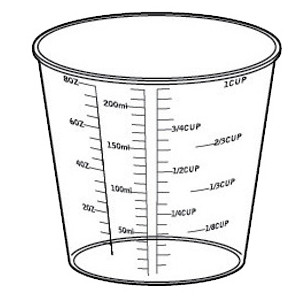 8OZ 1CUP
200ml
6OZ 3/4CUP
150ml 2/3CUP
4OZ 1/2CUP
100ml 1/3CUP
2OZ 1/4CUP
50ml 1/8CUP